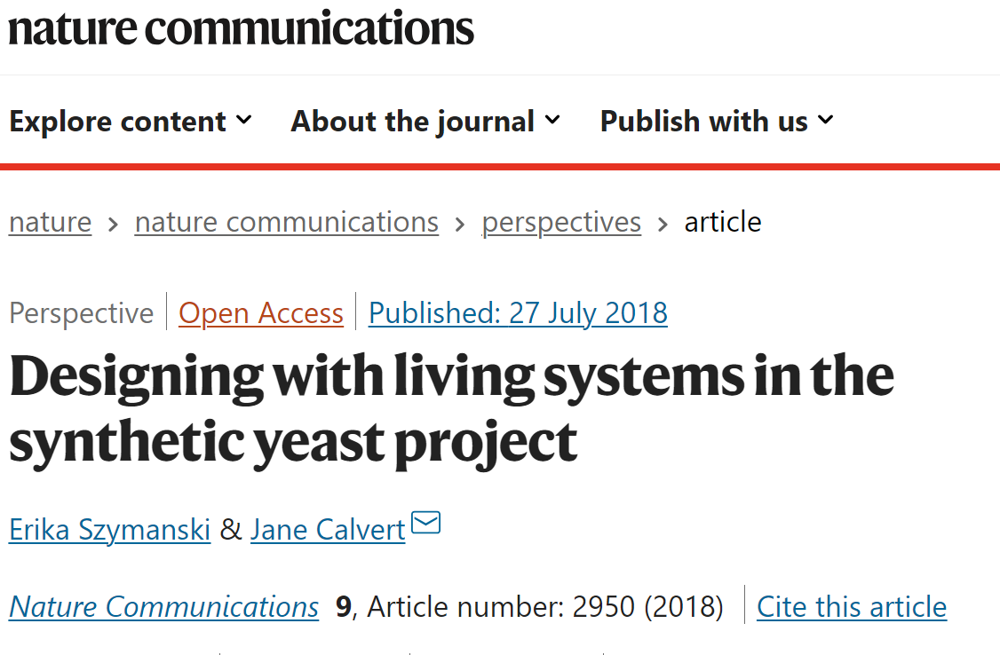 nature communications
Explore content About the journal Publish with us
nature > nature communications > perspectives > article
Perspective | Open Access | Published: 27 July 2018
Designing with living systems in the
synthetic yeast project
Erika Szymanski & Jane Calvert
Nature Communications 9, Article number: 2950 (2018) | Cite this article